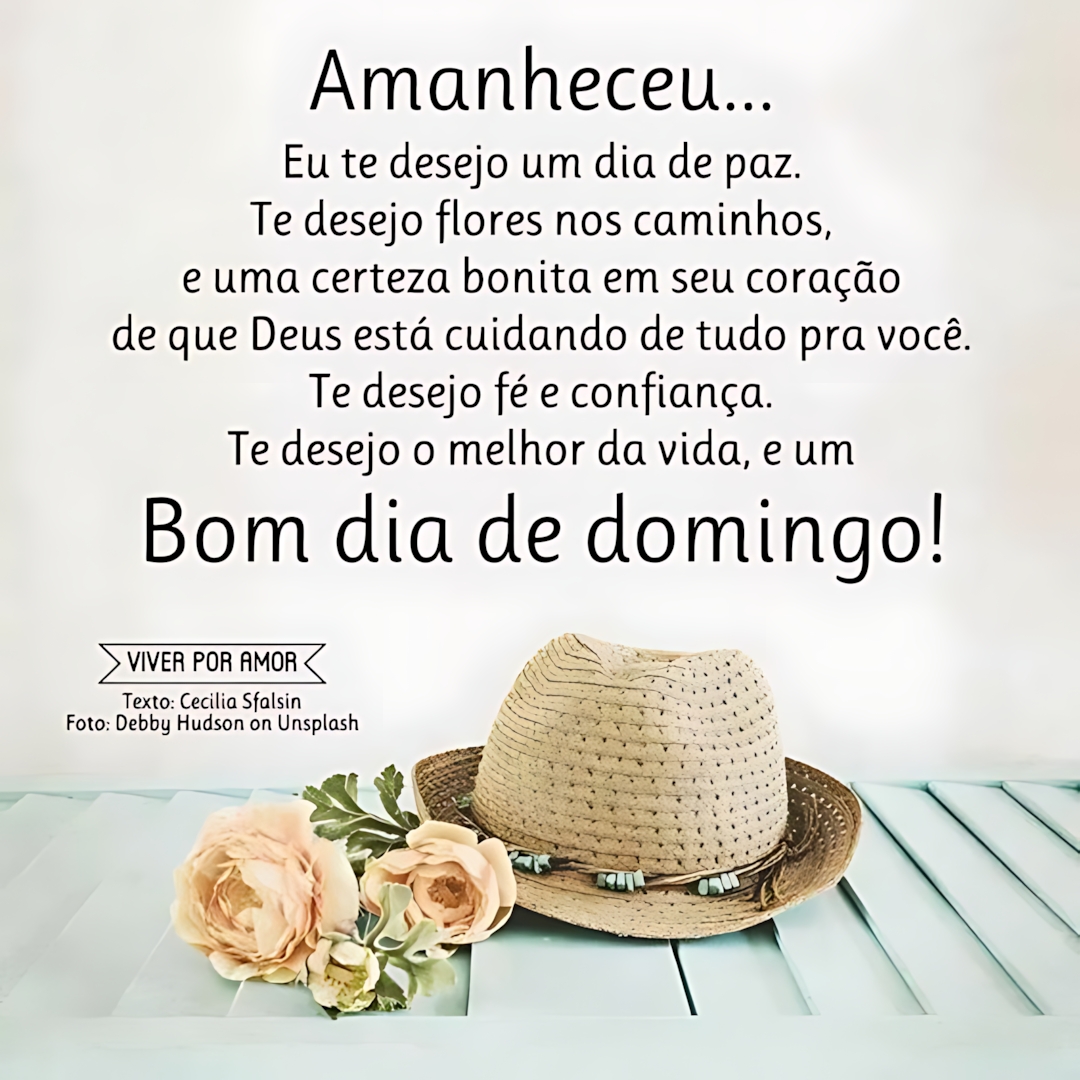 Amanheceu...
Eu te desejo um dia de paz.
Te desejo flores nos caminhos,
e uma certeza bonita em seu coração
de que Deus está cuidando de tudo pra você.
Te desejo fé e confiança.
Te desejo o melhor da vida, e um
Bom dia de domingo!
VIVER POR AMOR
Texto: Cecilia Sfalsin
Foto: Debby Hudson on Unsplash